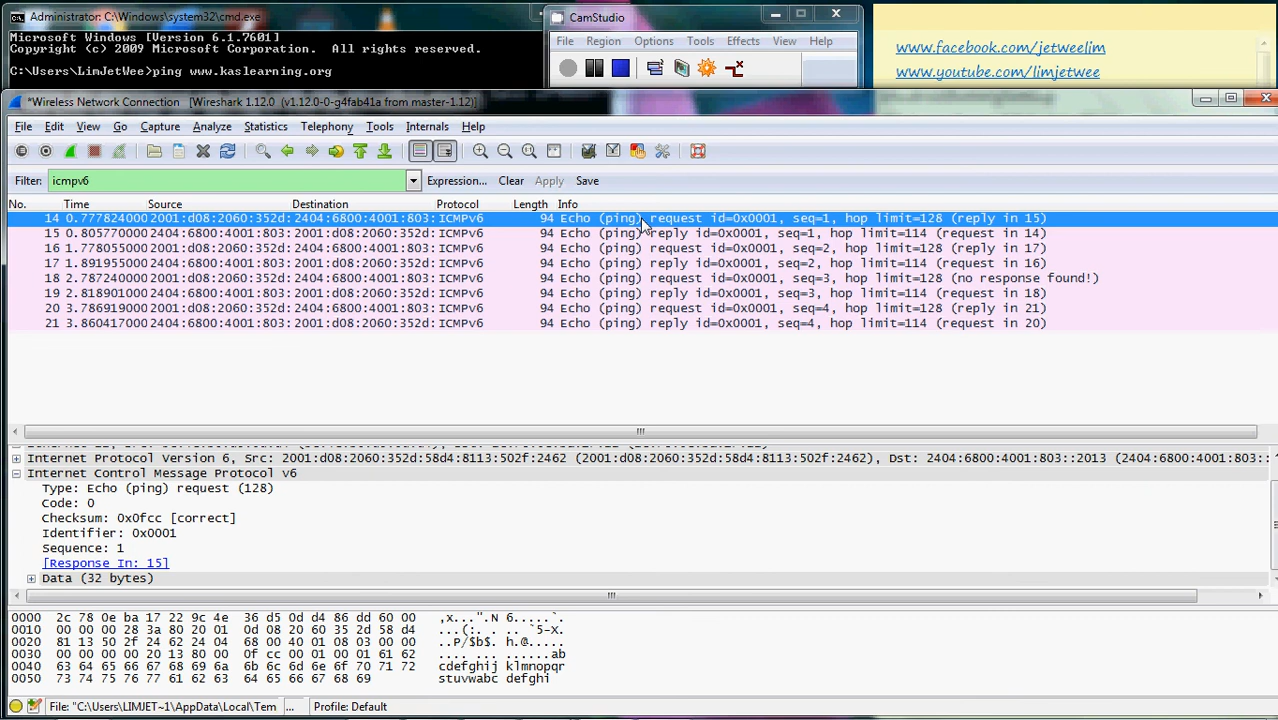 Administrator: C:\Windows\system32\cmd.exe
Microsoft Windows [Version 6.1.7601]
Copyright (c) 2009 Microsoft Corporation. All rights reserved.
C:\Users\LimJetWee>ping www.kaslearning.org
CamStudio
File Region Options Tools Effects View Help
www.facebook.com/jetweelim
www.youtube.com/limjetwee
*Wireless Network Connection [Wireshark 1.12.0 (v1.12.0-0-g4fab41a from master-1.12)]
File Edit View Go Capture Analyze Statistics Telephony Tools Internals Help
Filter: icmpv6 Expression... Clear Apply Save
No. Time Source Destination Protocol Length Info
14 0.777824000 2001:d08:2060:352d: 2404:6800:4001:803: ICMPv6 94 Echo (ping) request id=0x0001, seq=1, hop limit=128 (reply in 15)
15 0.805770000 2404:6800:4001:803: 2001:d08:2060:352d: ICMPv6 94 Echo (ping) reply id=0x0001, seq=1, hop limit=114 (request in 14)
16 1.778055000 2001:d08:2060:352d: 2404:6800:4001:803: ICMPv6 94 Echo (ping) request id=0x0001, seq=2, hop limit=128 (reply in 17)
17 1.891955000 2404:6800:4001:803: 2001:d08:2060:352d: ICMPv6 94 Echo (ping) reply id=0x0001, seq=2, hop limit=114 (request in 16)
18 2.787240000 2001:d08:2060:352d: 2404:6800:4001:803: ICMPv6 94 Echo (ping) request id=0x0001, seq=3, hop limit=128 (no response found!)
19 2.818901000 2404:6800:4001:803: 2001:d08:2060:352d: ICMPv6 94 Echo (ping) reply id=0x0001, seq=3, hop limit=114 (request in 18)
20 3.786919000 2001:d08:2060:352d: 2404:6800:4001:803: ICMPv6 94 Echo (ping) request id=0x0001, seq=4, hop limit=128 (reply in 21)
21 3.860417000 2404:6800:4001:803: 2001:d08:2060:352d: ICMPv6 94 Echo (ping) reply id=0x0001, seq=4, hop limit=114 (request in 20)
Internet Protocol Version 6, Src: 2001:d08:2060:352d:58d4:8113:502f:2462 (2001:d08:2060:352d:58d4:8113:502f:2462), Dst: 2404:6800:4001:803::2013 (2404:6800:4001:803::
Internet Control Message Protocol v6
Type: Echo (ping) request (128)
Code: 0
Checksum: 0x0fcc [correct]
Identifier: 0x0001
Sequence: 1
[Response In: 15]
Data (32 bytes)
0000 2c 78 0e ba 17 22 9c 4e 36 d5 0d d4 86 dd 60 00 ,x...".N 6.....`.
0010 00 00 00 28 3a 80 20 01 0d 08 20 60 35 2d 58 d4 ...(:. . .. `5-X.
0020 81 13 50 2f 24 62 24 04 68 00 40 01 08 03 00 00 ..P/$b$. h.@.....
0030 00 00 00 00 20 13 80 00 0f cc 00 01 00 01 61 62 .... ... ......ab
0040 63 64 65 66 67 68 69 6a 6b 6c 6d 6e 6f 70 71 72 cdefghij klmnopqr
0050 73 74 75 76 77 61 62 63 64 65 66 67 68 69 stuvwabc defghi
File: "C:\Users\LIMJET~1\AppData\Local\Tem ... Profile: Default